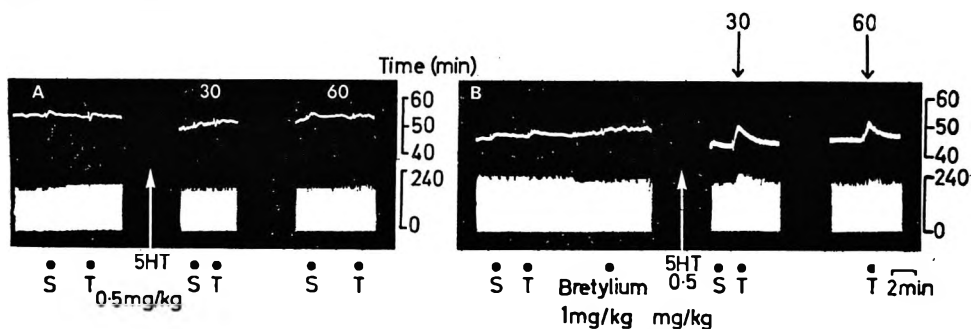 30 60
Time (min)
A 30 60 60 B 60
50 50
40 40
240 240
0 0
5HT 5HT
S T S T S T S T Bretylium 0.5 S T T 2min
0·5mg/kg 1mg/kg mg/kg